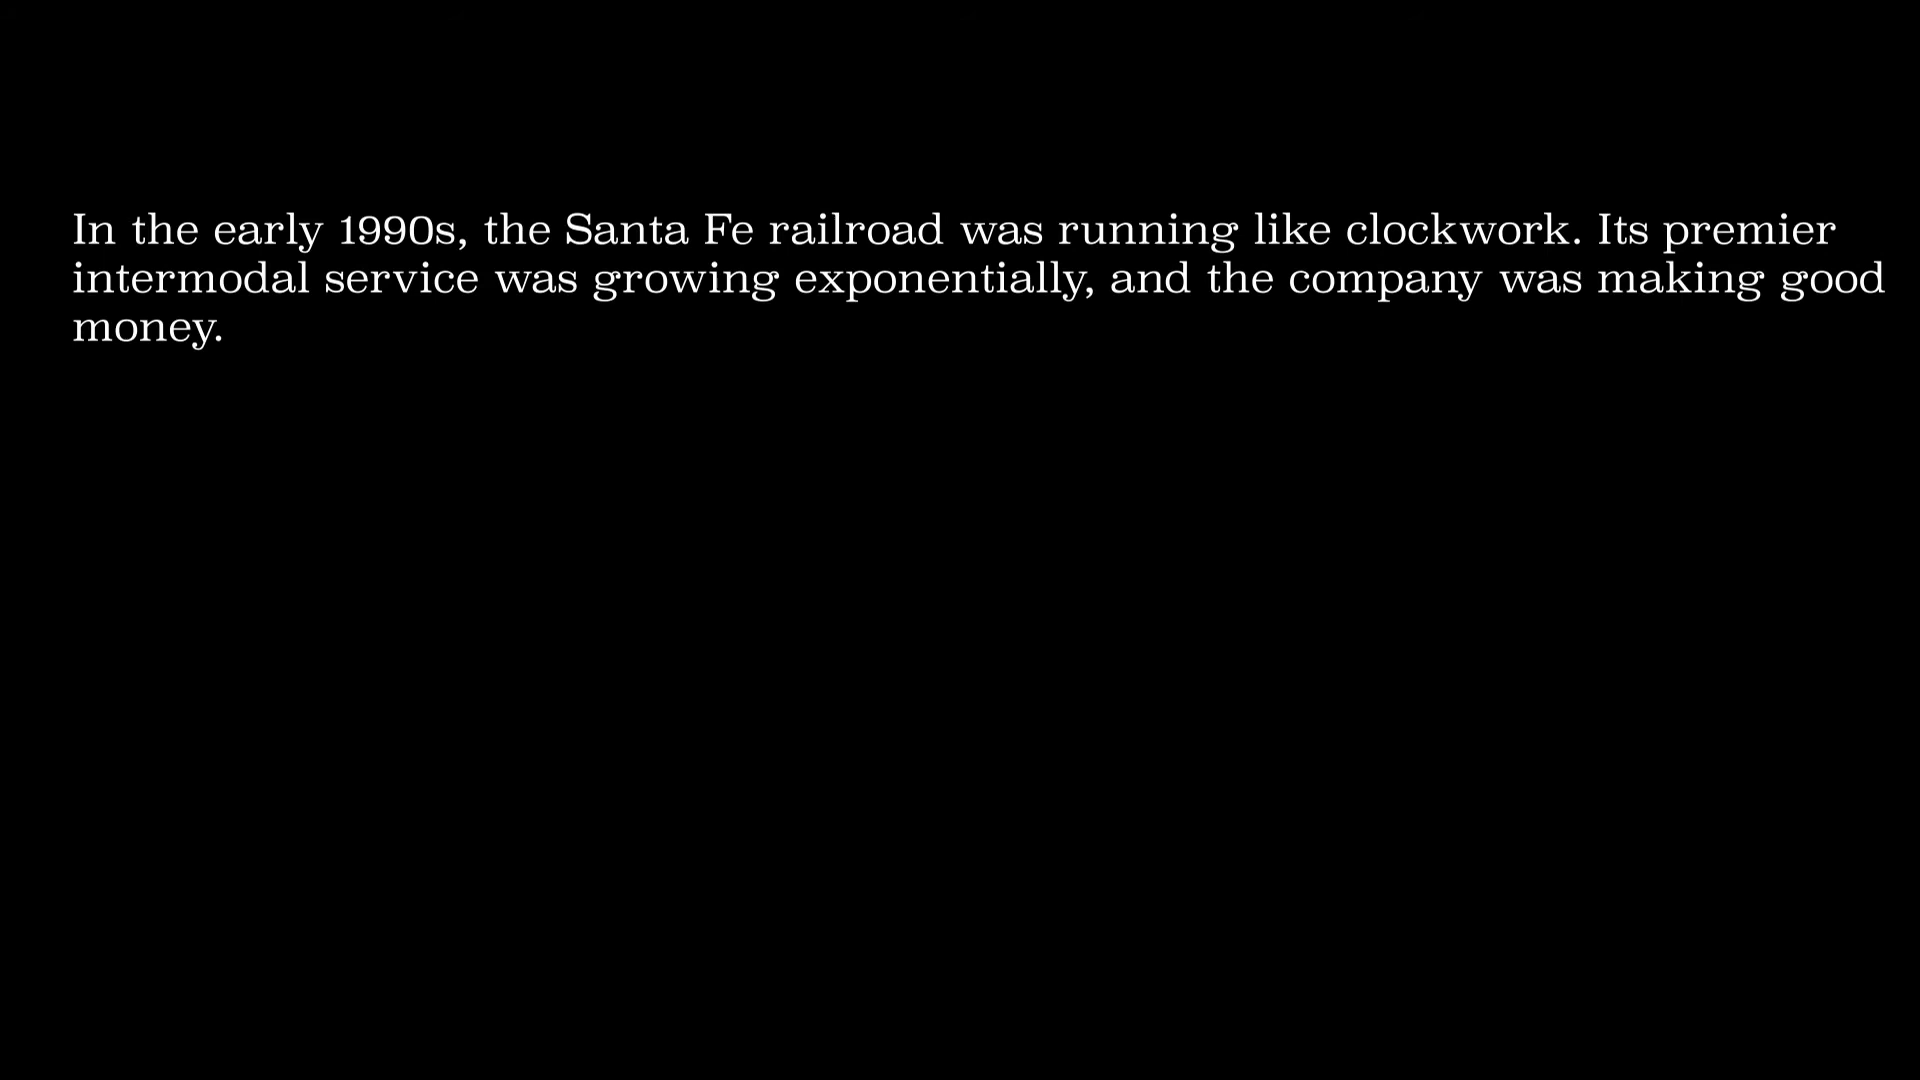 In the early 1990s, the Santa Fe railroad was running like clockwork. Its premier
intermodal service was growing exponentially, and the company was making good
money.